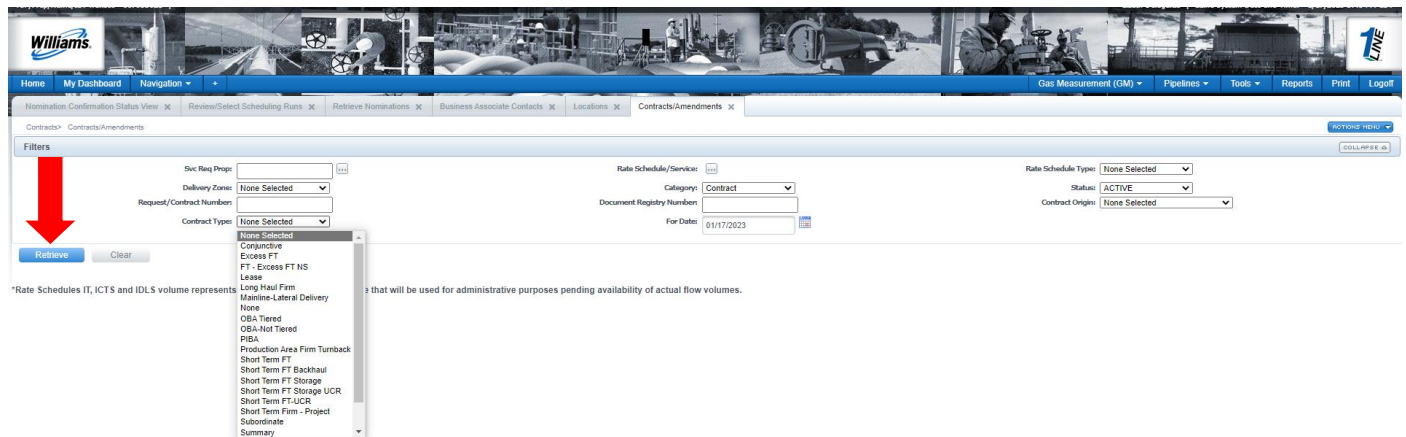 Williams.
1 LINE
Home My Dashboard Navigation + Gas Measurement (GM) Pipelines Tools Reports Print Logoff
Nomination Confirmation Status View x Review/Select Scheduling Runs x Retrieve Nominations x Business Associate Contacts x Locations x Contracts/Amendments x
Contracts> Contracts/Amendments ACTIONS MENU
Filters COLLAPSE
Svc Req Prop: ... Rate Schedule/Service: ... Rate Schedule Type: None Selected
Delivery Zone: None Selected Category: Contract Status: ACTIVE
Request/Contract Number: Document Registry Number: Contract Origin: None Selected
Contract Type: None Selected For Date: 01/17/2023
None Selected
Conjunctive
Retrieve Clear Excess FT
FT - Excess FT NS
Lease
*Rate Schedules IT, ICTS and IDLS volume represents Long Haul Firm that will be used for administrative purposes pending availability of actual flow volumes.
Mainline-Lateral Delivery
None
OBA Tiered
OBA-Not Tiered
PIBA
Production Area Firm Turnback
Short Term FT
Short Term FT Backhaul
Short Term FT Storage
Short Term FT Storage UCR
Short Term FT-UCR
Short Term Firm - Project
Subordinate
Summary